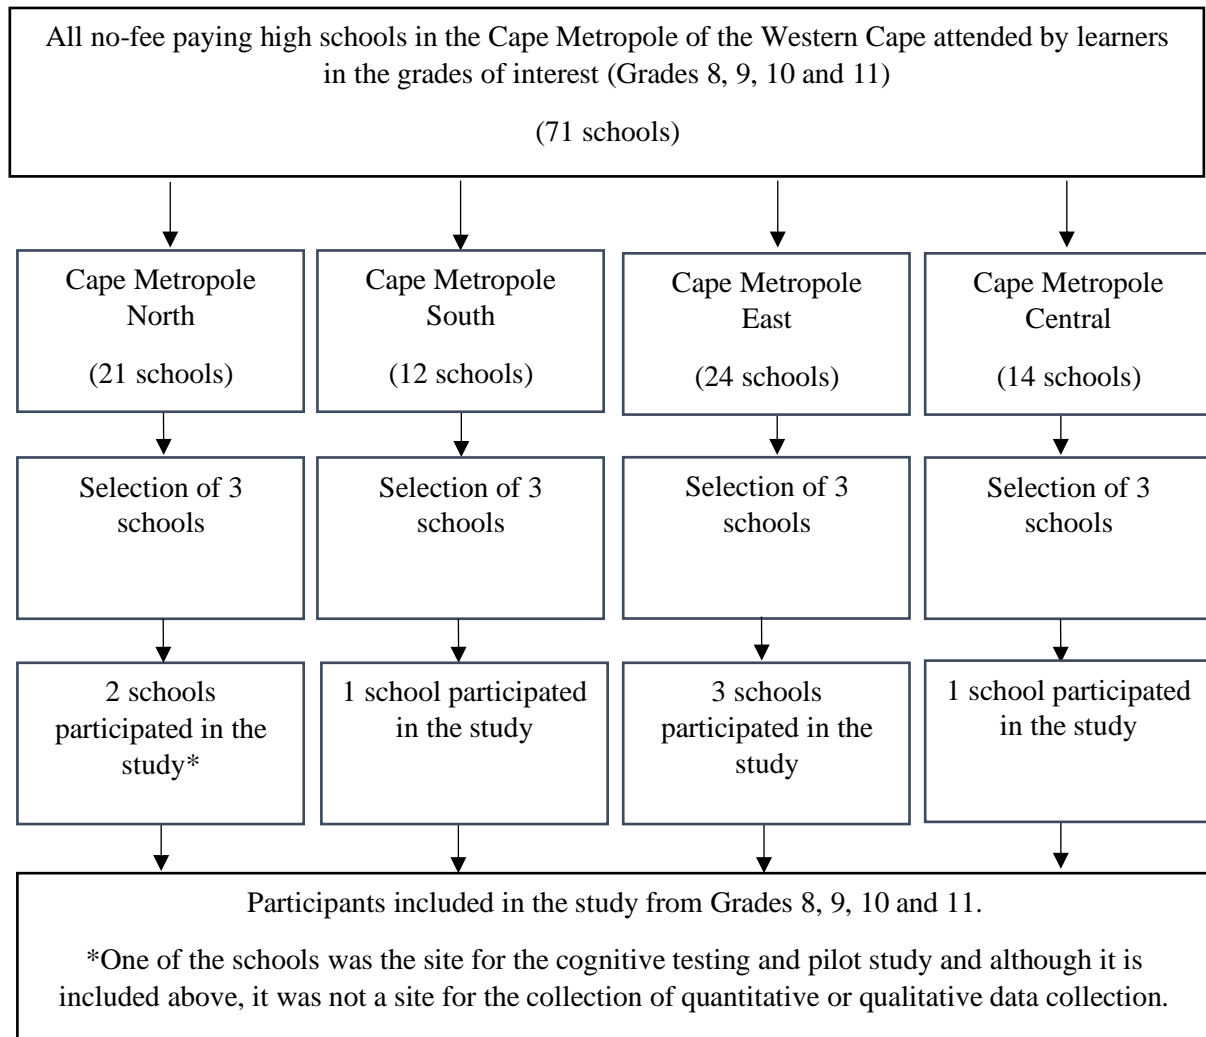 All no-fee paying high schools in the Cape Metropole of the Western Cape attended by learners
in the grades of interest (Grades 8, 9, 10 and 11)
(71 schools)
Cape Metropole
North
(21 schools)
Cape Metropole
South
(12 schools)
Cape Metropole
East
(24 schools)
Cape Metropole
Central
(14 schools)
Selection of 3
schools
Selection of 3
schools
Selection of 3
schools
Selection of 3
schools
2 schools
participated in the
study*
1 school participated
in the study
3 schools
participated in the
study
1 school participated
in the study
Participants included in the study from Grades 8, 9, 10 and 11.
*One of the schools was the site for the cognitive testing and pilot study and although it is
included above, it was not a site for the collection of quantitative or qualitative data collection.